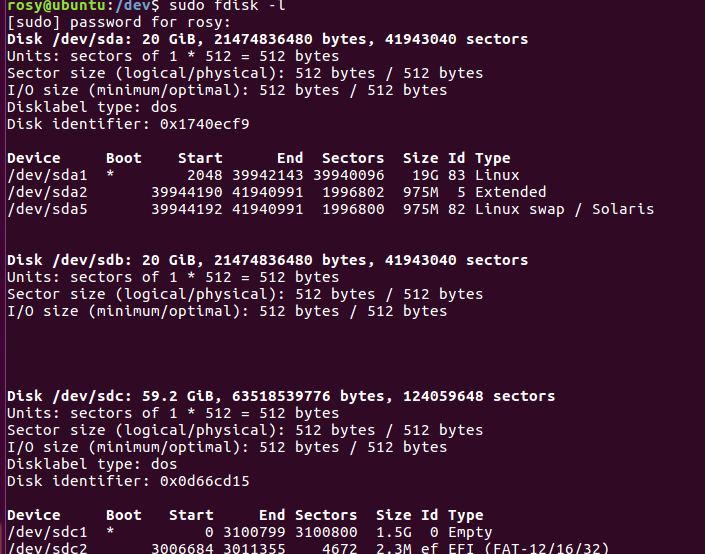 rosy@ubuntu:/dev$ sudo fdisk -l
[sudo] password for rosy:
Disk /dev/sda: 20 GiB, 21474836480 bytes, 41943040 sectors
Units: sectors of 1 * 512 = 512 bytes
Sector size (logical/physical): 512 bytes / 512 bytes
I/O size (minimum/optimal): 512 bytes / 512 bytes
Disklabel type: dos
Disk identifier: 0x1740ecf9
Device Boot Start End Sectors Size Id Type
/dev/sda1 * 2048 39942143 39940096 19G 83 Linux
/dev/sda2 39944190 41940991 1996802 975M 5 Extended
/dev/sda5 39944192 41940991 1996800 975M 82 Linux swap / Solaris
Disk /dev/sdb: 20 GiB, 21474836480 bytes, 41943040 sectors
Units: sectors of 1 * 512 = 512 bytes
Sector size (logical/physical): 512 bytes / 512 bytes
I/O size (minimum/optimal): 512 bytes / 512 bytes
Disk /dev/sdc: 59.2 GiB, 63518539776 bytes, 124059648 sectors
Units: sectors of 1 * 512 = 512 bytes
Sector size (logical/physical): 512 bytes / 512 bytes
I/O size (minimum/optimal): 512 bytes / 512 bytes
Disklabel type: dos
Disk identifier: 0x0d66cd15
Device Boot Start End Sectors Size Id Type
/dev/sdc1 * 0 3100799 3100800 1.5G 0 Empty
/dev/sdc2 3006684 3011355 4672 2.3M ef EFI (FAT-12/16/32)